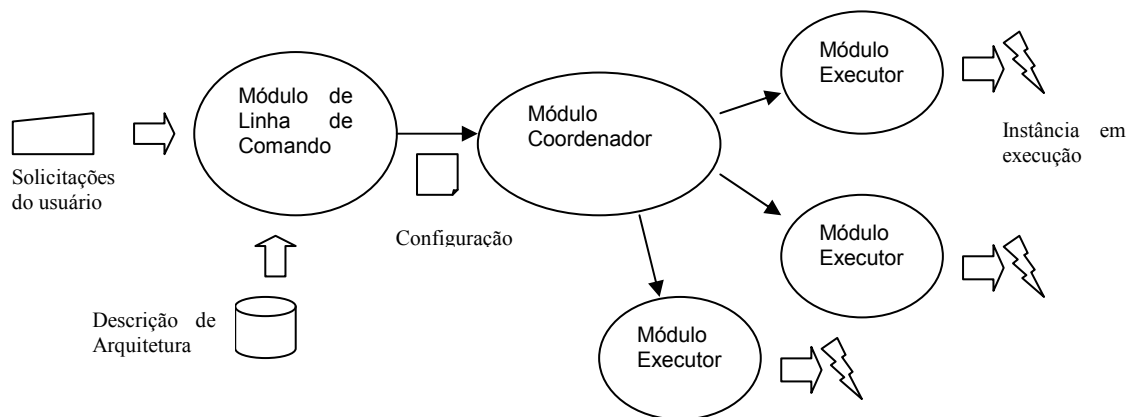 Solicitações
do usuário
Módulo de
Linha de
Comando
Descrição de
Arquitetura
Configuração
Módulo
Coordenador
Módulo
Executor
Instância em
execução
Módulo
Executor
Módulo
Executor